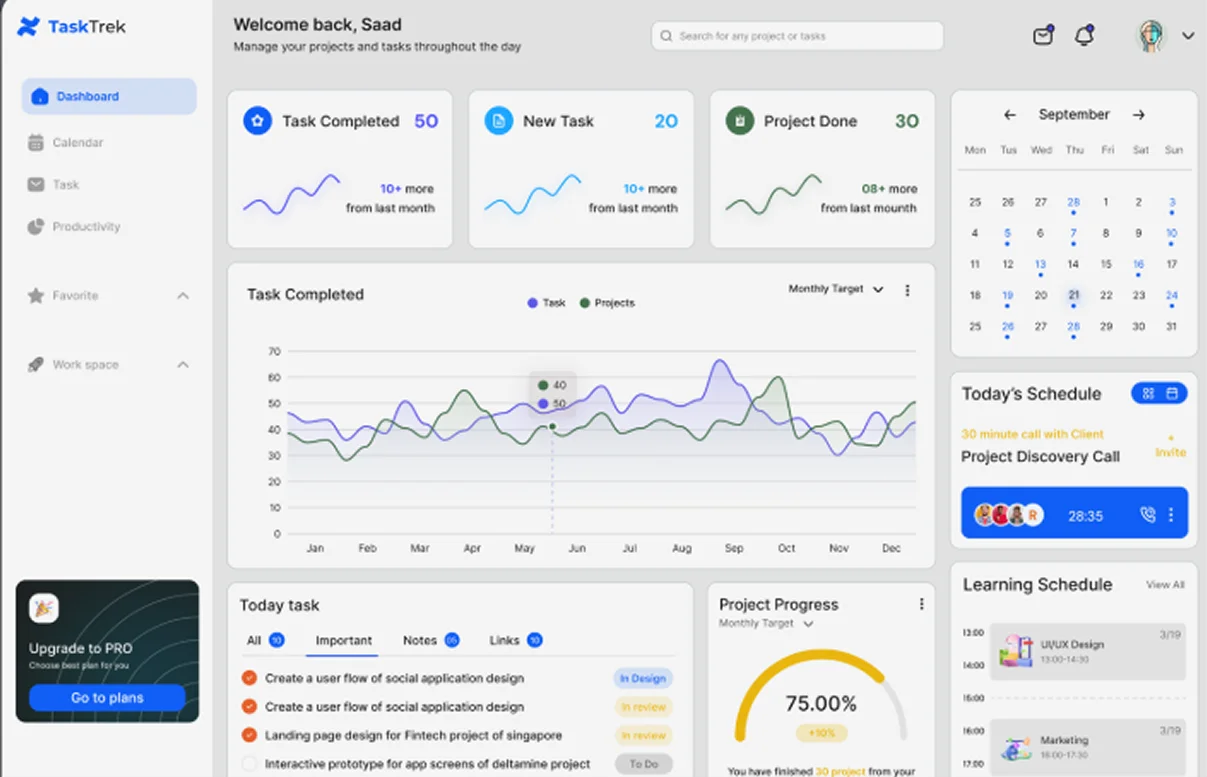 TaskTrek
Dashboard
Calendar
Task
Productivity
Favorite
Work space
Upgrade to PRO
Choose best plan for you
Go to plans
Welcome back, Saad
Manage your projects and tasks throughout the day
Search for any project or tasks
Task Completed 50
10+ more
from last month
New Task 20
10+ more
from last month
Project Done 30
08+ more
from last mounth
Task Completed
Task Projects
Monthly Target
70
60
50
40
30
20
10
0
40
50
Jan Feb Mar Apr May Jun Jul Aug Sep Oct Nov Dec
Today task
All 10 Important Notes 05 Links 10
Create a user flow of social application design In Design
Create a user flow of social application design In review
Landing page design for Fintech project of singapore In review
Interactive prototype for app screens of deltamine project To Do
Project Progress
Monthly Target
75.00%
+10%
You have finished 30 project from your
September
Mon Tus Wed Thu Fri Sat Sun
25 26 27 28 1 2 3
4 5 6 7 8 9 10
11 12 13 14 15 16 17
18 19 20 21 22 23 24
25 26 27 28 29 30 31
Today's Schedule
30 minute call with Client
Project Discovery Call
+
Invite
R
28:35
Learning Schedule View All
13:00
UI/UX Design 3/19
13:00-14:30
14:00
15:00
16:00
Marketing 3/19
16:00-17:30
17:00